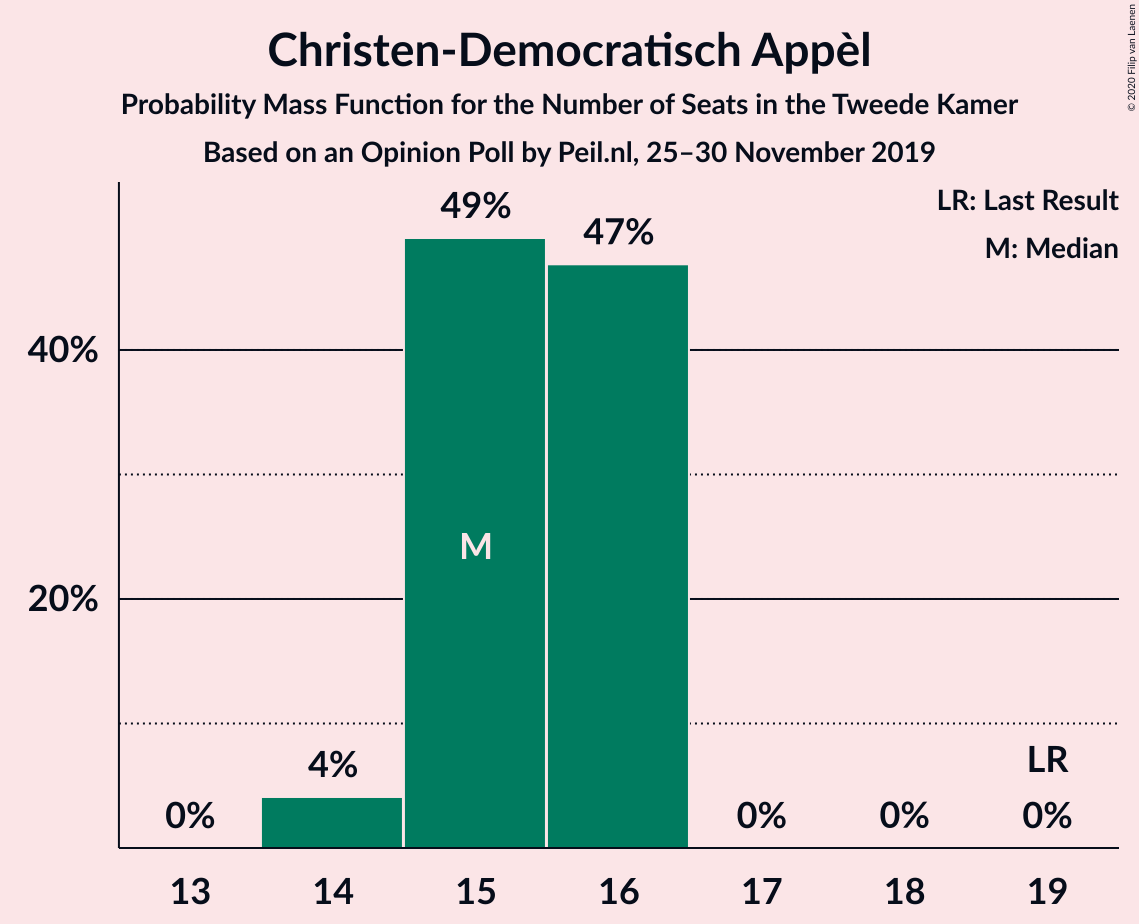 Christen-Democratisch Appèl
Probability Mass Function for the Number of Seats in the Tweede Kamer
Based on an Opinion Poll by Peil.nl, 25–30 November 2019
© 2020 Filip van Laenen
LR: Last Result
M: Median
49%
47%
40%
M
20%
4%
LR
0%
0%
0%
0%
13
14
15
16
17
18
19